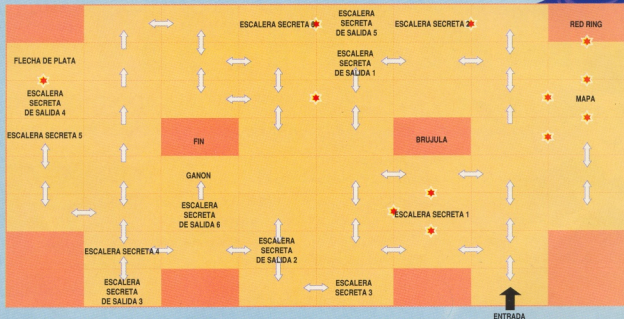 ESCALERA SECRETA 6
ESCALERA
SECRETA
DE SALIDA 5
ESCALERA SECRETA 2
RED RING
FLECHA DE PLATA
ESCALERA
SECRETA
DE SALIDA 1
ESCALERA
SECRETA
DE SALIDA 4
MAPA
ESCALERA SECRETA 5
FIN
BRUJULA
GANON
ESCALERA
SECRETA
DE SALIDA 6
ESCALERA SECRETA 1
ESCALERA SECRETA 4
ESCALERA
SECRETA
DE SALIDA 2
ESCALERA
SECRETA
DE SALIDA 3
ESCALERA
SECRETA 3
ENTRADA